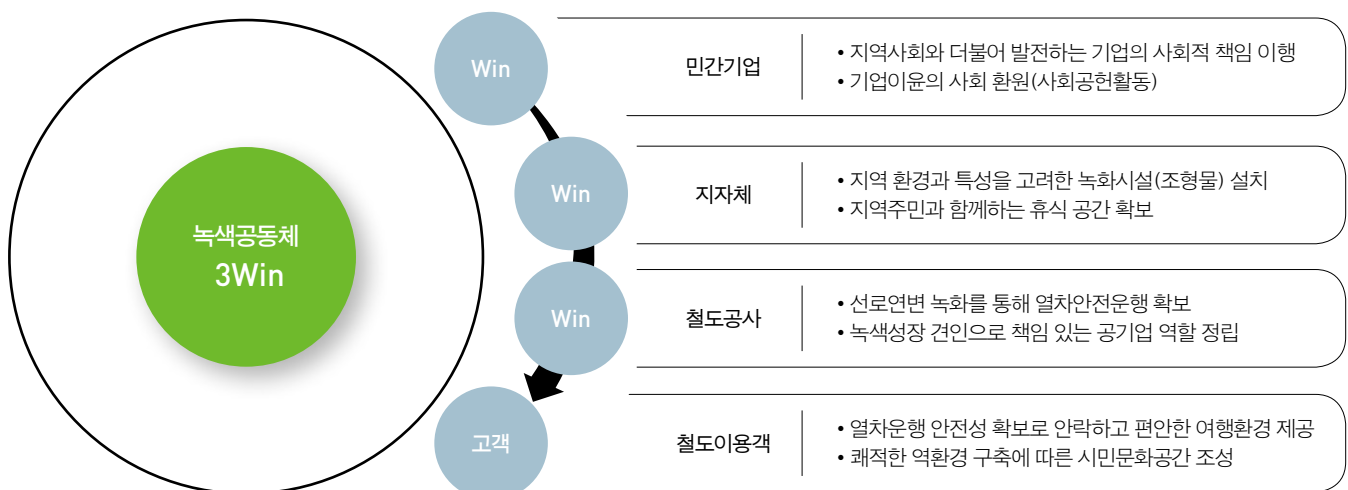 녹색공동체
3Win
Win
민간기업
• 지역사회와 더불어 발전하는 기업의 사회적 책임 이행
• 기업이윤의 사회 환원(사회공헌활동)
Win
지자체
• 지역 환경과 특성을 고려한 녹화시설(조형물) 설치
• 지역주민과 함께하는 휴식 공간 확보
Win
철도공사
• 선로연변 녹화를 통해 열차안전운행 확보
• 녹색성장 견인으로 책임 있는 공기업 역할 정립
고객
철도이용객
• 열차운행 안전성 확보로 안락하고 편안한 여행환경 제공
• 쾌적한 역환경 구축에 따른 시민문화공간 조성